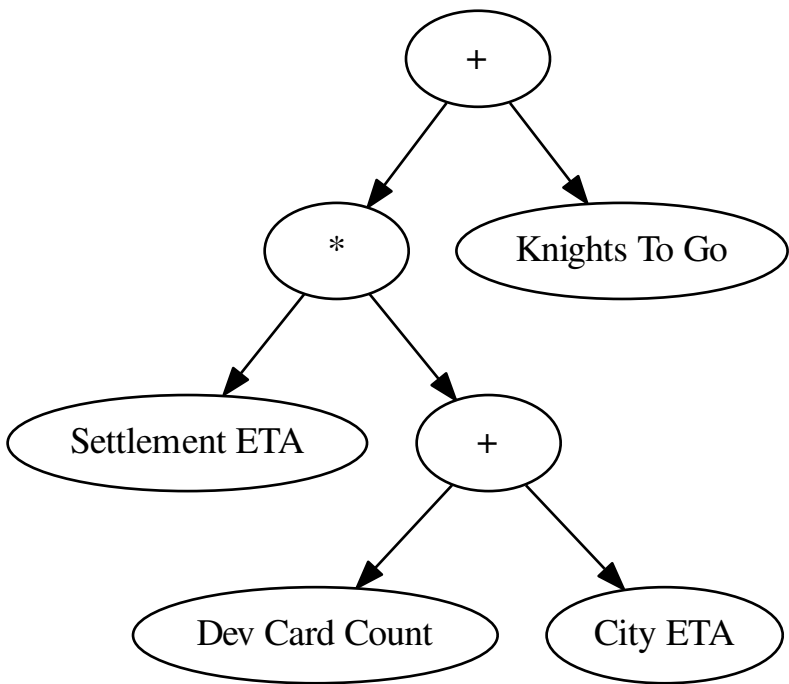 +
*
Knights To Go
Settlement ETA
+
Dev Card Count
City ETA